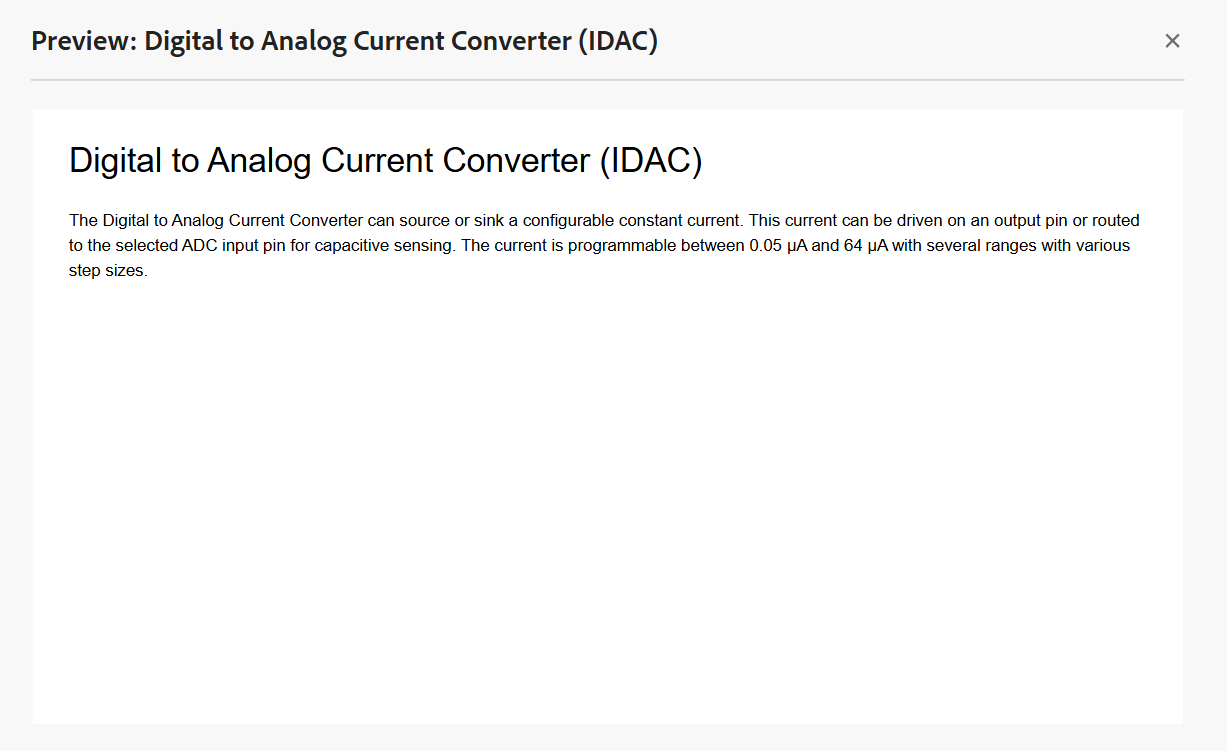 Preview: Digital to Analog Current Converter (IDAC)
Digital to Analog Current Converter (IDAC)
The Digital to Analog Current Converter can source or sink a configurable constant current. This current can be driven on an output pin or routed
to the selected ADC input pin for capacitive sensing. The current is programmable between 0.05 µA and 64 µA with several ranges with various
step sizes.